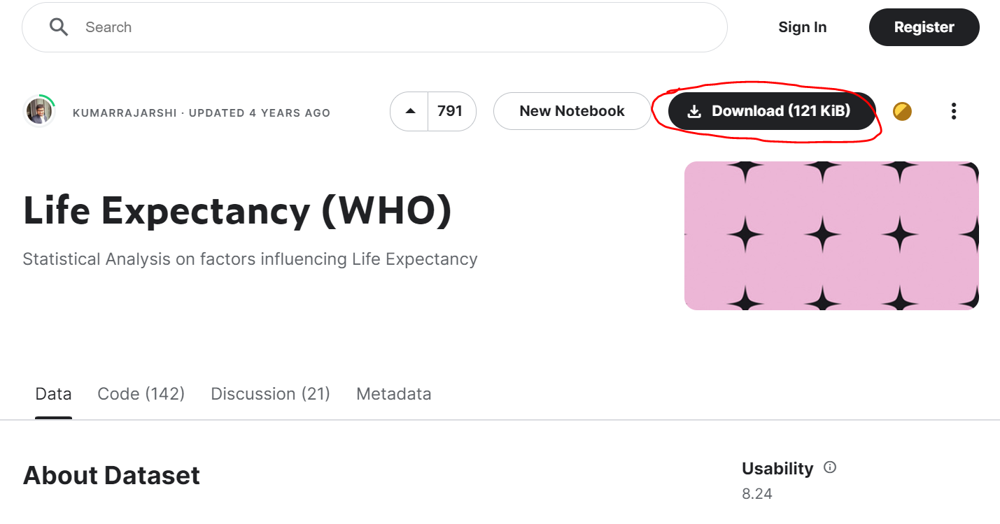 Search
Sign In
Register
KUMARRAJARSHI · UPDATED 4 YEARS AGO
791
New Notebook
Download (121 KiB)
Life Expectancy (WHO)
Statistical Analysis on factors influencing Life Expectancy
Data
Code (142)
Discussion (21)
Metadata
About Dataset
Usability
8.24